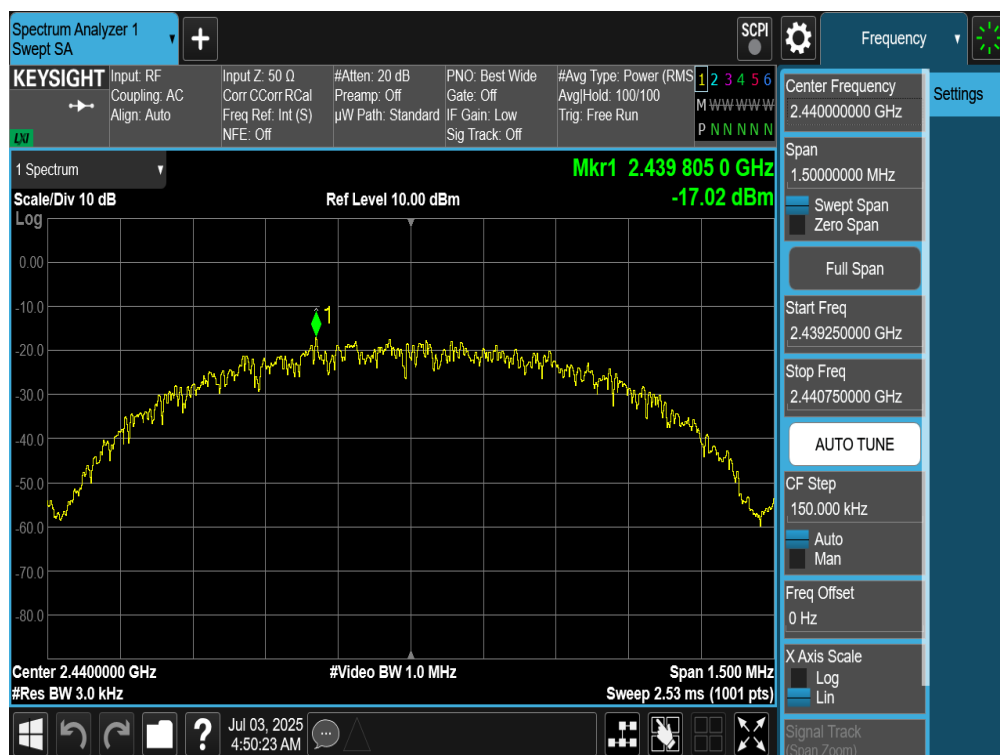 Spectrum Analyzer 1
Swept SA
+
SCPI
Frequency
KEYSIGHT
LXI
Input: RF
Coupling: AC
Align: Auto
Input Z: 50 Ω
Corr CCorr RCal
Freq Ref: Int (S)
NFE: Off
#Atten: 20 dB
Preamp: Off
µW Path: Standard
PNO: Best Wide
Gate: Off
IF Gain: Low
Sig Track: Off
#Avg Type: Power (RMS
Avg|Hold: 100/100
Trig: Free Run
1 2 3 4 5 6
M W W W W W W
P N N N N N
1 Spectrum
Mkr1 2.439 805 0 GHz
Scale/Div 10 dB
Ref Level 10.00 dBm
-17.02 dBm
Log
0.00
-10.0
-20.0
-30.0
-40.0
-50.0
-60.0
-70.0
-80.0
1
Center 2.4400000 GHz
#Video BW 1.0 MHz
Span 1.500 MHz
#Res BW 3.0 kHz
Sweep 2.53 ms (1001 pts)
?
Jul 03, 2025
4:50:23 AM
Center Frequency
2.440000000 GHz
Span
1.50000000 MHz
Swept Span
Zero Span
Full Span
Start Freq
2.439250000 GHz
Stop Freq
2.440750000 GHz
AUTO TUNE
CF Step
150.000 kHz
Auto
Man
Freq Offset
0 Hz
X Axis Scale
Log
Lin
Signal Track
(Span Zoom)
Settings